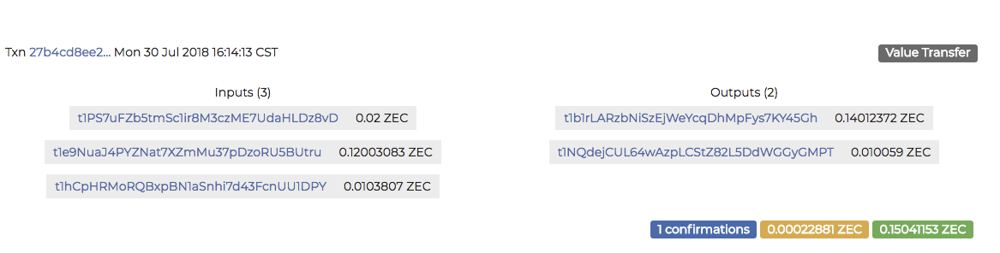 Txn 27b4cd8ee2... Mon 30 Jul 2018 16:14:13 CST
Value Transfer
Inputs (3)
t1PS7uFZb5tmSc1ir8M3czME7UdaHLDz8vD 0.02 ZEC
t1e9NuaJ4PYZNat7XZmMu37pDzoRU5BUtru 0.12003083 ZEC
t1hCpHRMoRQBxpBN1aSnhi7d43FcnUU1DPY 0.0103807 ZEC
Outputs (2)
t1b1rLARzbNiSzEjWeYcqDhMpFys7KY45Gh 0.14012372 ZEC
t1NQdejCUL64wAzpLCStZ82L5DdWGGyGMPT 0.010059 ZEC
1 confirmations
0.00022881 ZEC
0.15041153 ZEC